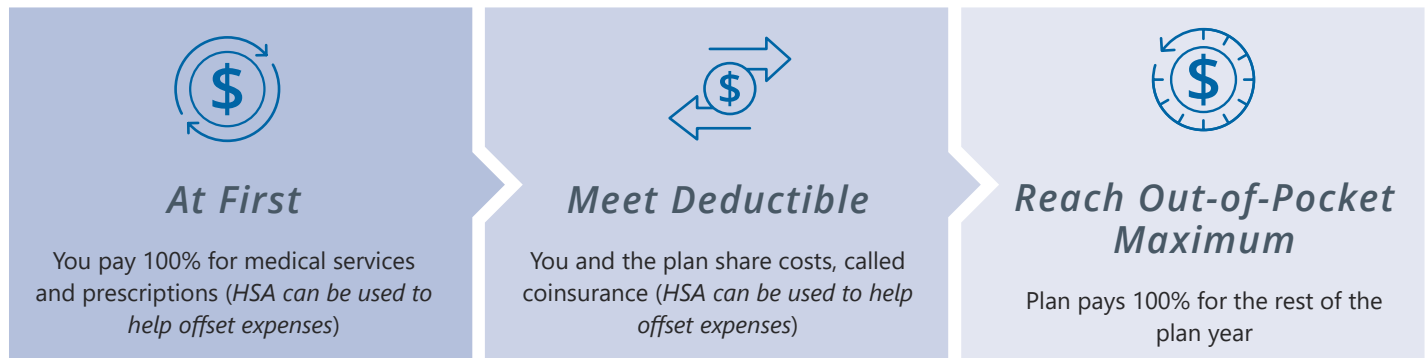 $
At First
You pay 100% for medical services
and prescriptions (HSA can be used to
help offset expenses)
$
Meet Deductible
You and the plan share costs, called
coinsurance (HSA can be used to help
offset expenses)
$
Reach Out-of-Pocket
Maximum
Plan pays 100% for the rest of the
plan year